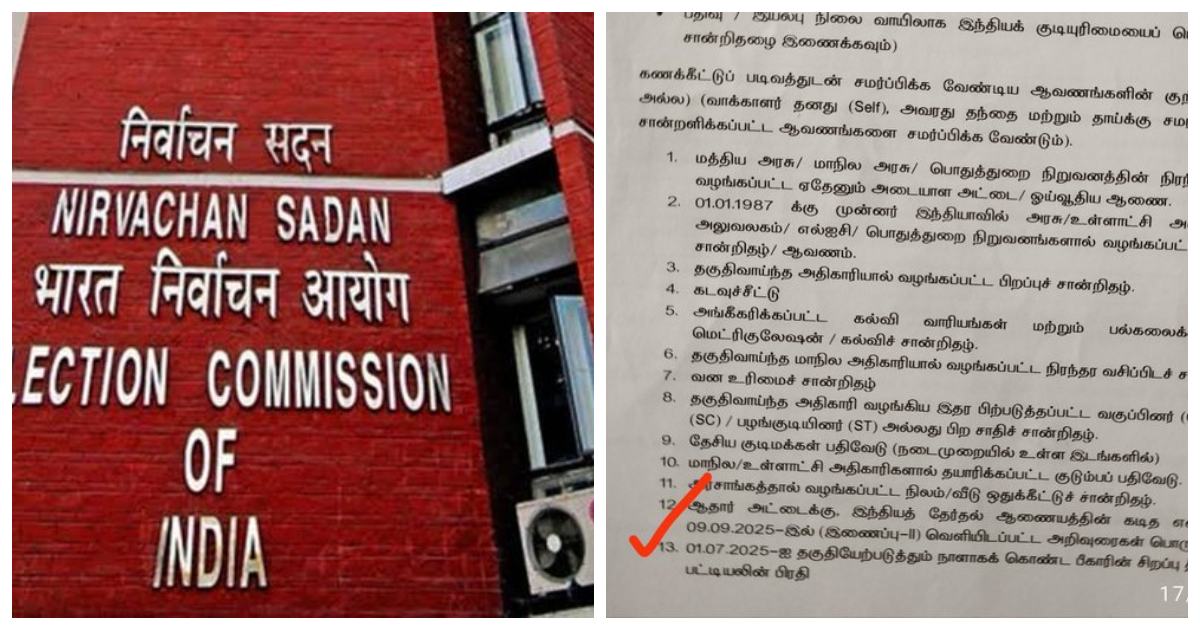 निर्वाचन सदन
NIRVACHAN SADAN
भारत निर्वाचन आयोग
LECTION COMMISSION
OF
INDIA
பதிவு / இயல்பு நிலை வாயிலாக இந்தியக் குடியுரிமையைப்
சான்றிதழை இணைக்கவும்)
கணக்கீட்டுப் படிவத்துடன் சமர்ப்பிக்க வேண்டிய ஆவணங்களின்
அல்ல) (வாக்காளர் தனது (Self), அவரது தந்தை மற்றும் தாய்க்கு
சான்றளிக்கப்பட்ட ஆவணங்களை சமர்ப்பிக்க வேண்டும்).
1. மத்திய அரசு/ மாநில அரசு/ பொதுத்துறை நிறுவனத்தின்
வழங்கப்பட்ட ஏதேனும் அடையாள அட்டை/ ஓய்வூதிய ஆணை.
2. 01.01.1987 க்கு முன்னர் இந்தியாவில் அரசு/உள்ளாட்சி
அலுவலகம்/ எல்ஐசி/ பொதுத்துறை நிறுவனங்களால்
சான்றிதழ்/ ஆவணம்.
3. தகுதிவாய்ந்த அதிகாரியால் வழங்கப்பட்ட பிறப்புச் சான்றிதழ்.
4. கடவுச்சீட்டு
5. அங்கீகரிக்கப்பட்ட கல்வி வாரியங்கள் மற்றும்
மெட்ரிகுலேஷன் / கல்விச் சான்றிதழ்.
6. தகுதிவாய்ந்த மாநில அதிகாரியால் வழங்கப்பட்ட நிரந்தர வசிப்பிடச்
7. வன உரிமைச் சான்றிதழ்
8. தகுதிவாய்ந்த அதிகாரி வழங்கிய இதர பிற்படுத்தப்பட்ட வகுப்பினர்
(SC) / பழங்குடியினர் (ST) அல்லது பிற சாதிச் சான்றிதழ்.
9. தேசிய குடிமக்கள் பதிவேடு (நடைமுறையில் உள்ள இடங்களில்)
10. மாநில/உள்ளாட்சி அதிகாரிகளால் தயாரிக்கப்பட்ட குடும்பப் பதிவேடு.
11. அரசாங்கத்தால் வழங்கப்பட்ட நிலம்/வீடு ஒதுக்கீட்டுச் சான்றிதழ்.
12. ஆதார் அட்டைக்கு, இந்தியத் தேர்தல் ஆணையத்தின் கடித
09.09.2025-இல் (இணைப்பு-II) வெளியிடப்பட்ட அறிவுரைகள்
13. 01.07.2025-ஐ தகுதியேற்படுத்தும் நாளாகக் கொண்ட பீகாரின் சிறப்பு
பட்டியலின் பிரதி
17/